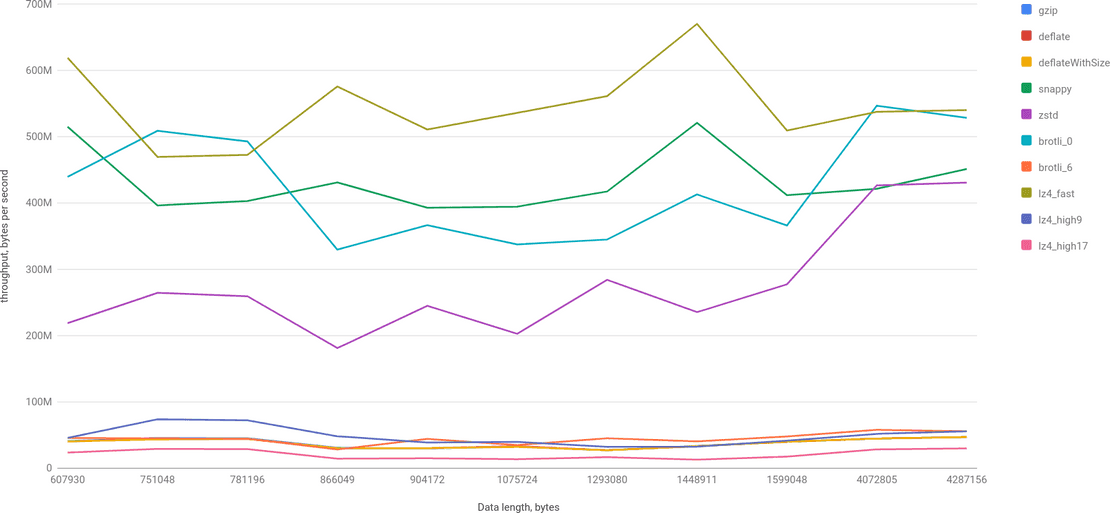 700M
600M
500M
400M
300M
200M
100M
0
throughput, bytes per second
607930 751048 781196 866049 904172 1075724 1293080 1448911 1599048 4072805 4287156
Data length, bytes
gzip
deflate
deflateWithSize
snappy
zstd
brotli_0
brotli_6
lz4_fast
lz4_high9
lz4_high17